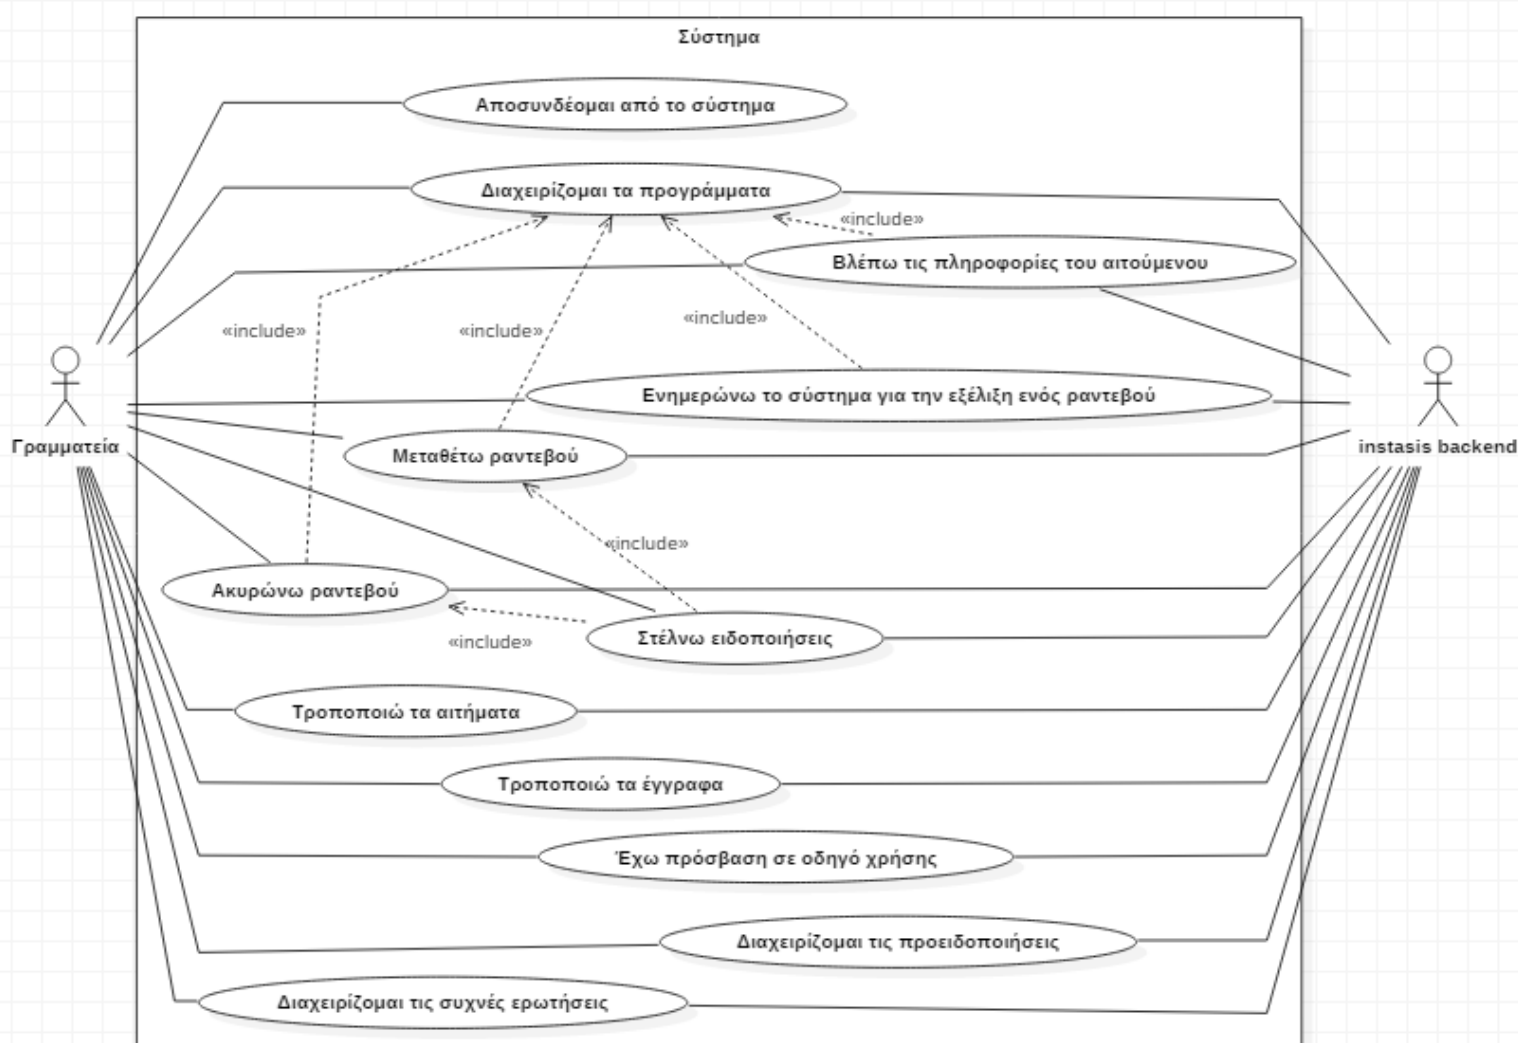 Σύστημα
Αποσυνδέομαι από το σύστημα
Διαχειρίζομαι τα προγράμματα
«include»
Βλέπω τις πληροφορίες του αιτούμενου
«include»
«include»
«include»
Ενημερώνω το σύστημα για την εξέλιξη ενός ραντεβού
Γραμματεία
Μεταθέτω ραντεβού
instasis backend
«include»
Ακυρώνω ραντεβού
Στέλνω ειδοποιήσεις
«include»
Τροποποιώ τα αιτήματα
Τροποποιώ τα έγγραφα
Έχω πρόσβαση σε οδηγό χρήσης
Διαχειρίζομαι τις προειδοποιήσεις
Διαχειρίζομαι τις συχνές ερωτήσεις